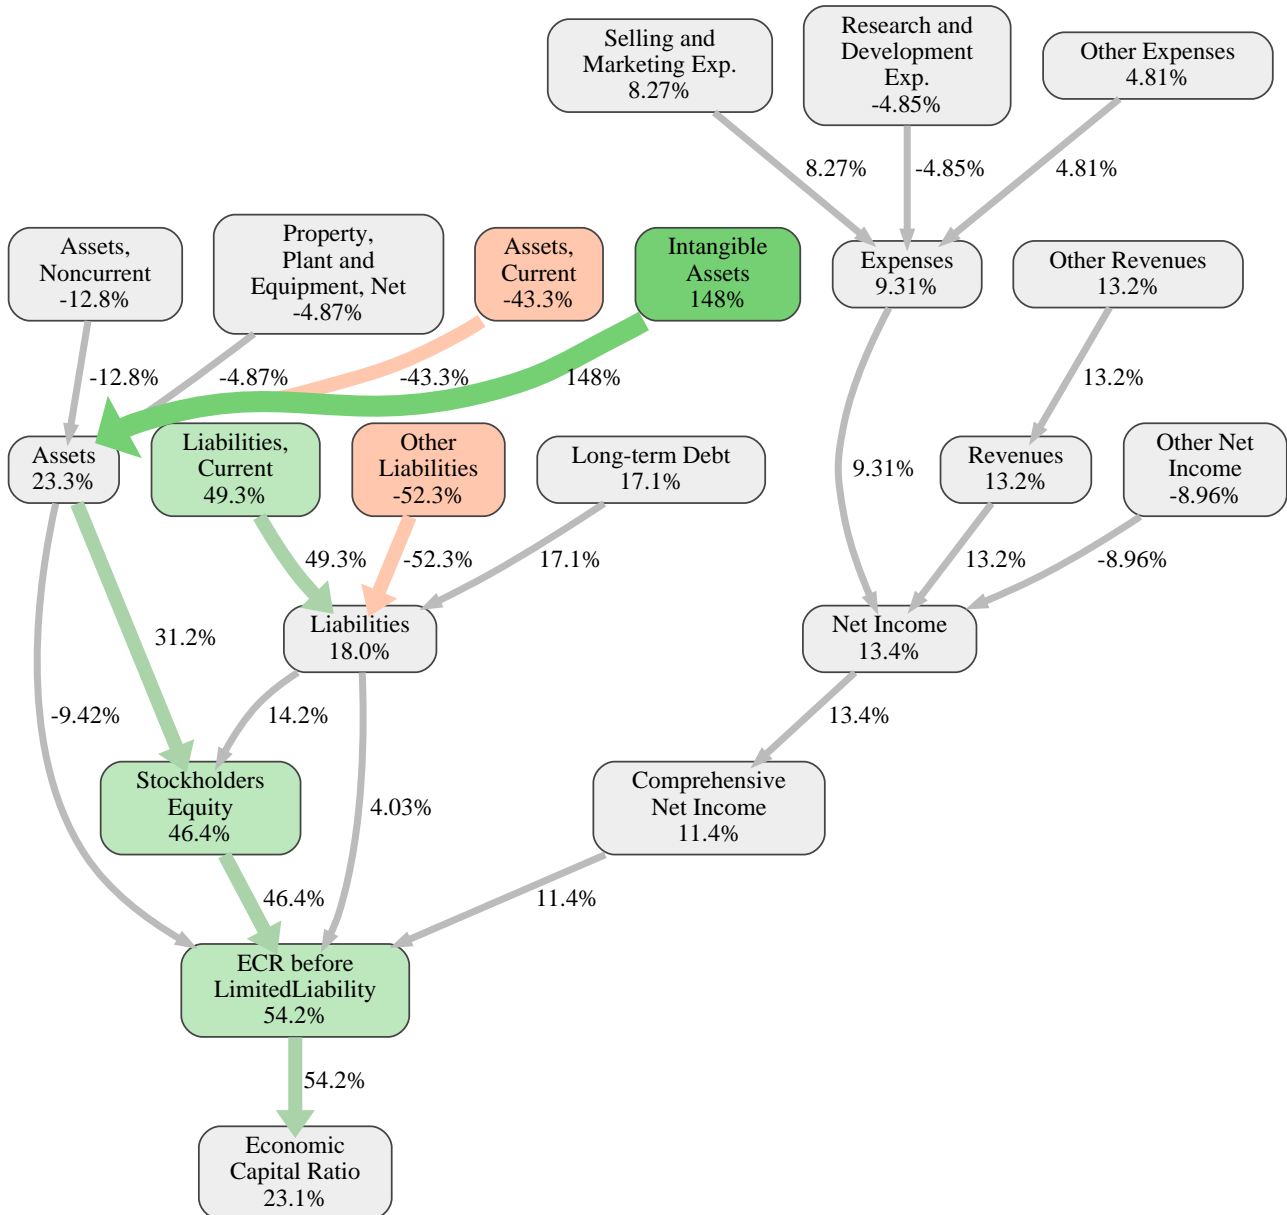 Selling and
Marketing Exp.
8.27%
Research and
Development
Exp.
-4.85%
Other Expenses
4.81%
8.27%
-4.85%
4.81%
Assets,
Noncurrent
-12.8%
Property,
Plant and
Equipment, Net
-4.87%
Assets,
Current
-43.3%
Intangible
Assets
148%
Expenses
9.31%
Other Revenues
13.2%
-12.8%
-4.87%
-43.3%
148%
13.2%
Assets
23.3%
Liabilities,
Current
49.3%
Other
Liabilities
-52.3%
Long-term Debt
17.1%
9.31%
Revenues
13.2%
Other Net
Income
-8.96%
49.3%
-52.3%
17.1%
13.2%
-8.96%
31.2%
Liabilities
18.0%
Net Income
13.4%
-9.42%
14.2%
13.4%
Stockholders
Equity
46.4%
4.03%
Comprehensive
Net Income
11.4%
46.4%
11.4%
ECR before
LimitedLiability
54.2%
54.2%
Economic
Capital Ratio
23.1%